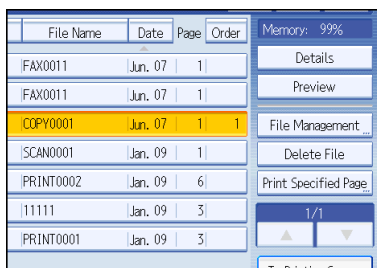 File Name Date Page Order
FAX0011 Jun. 07 1
FAX0011 Jun. 07 1
COPY0001 Jun. 07 1 1
SCAN0001 Jan. 09 1
PRINT0002 Jan. 09 6
11111 Jan. 09 3
PRINT0001 Jan. 09 3
Memory: 99%
Details
Preview
File Management
Delete File
Print Specified Page
1/1